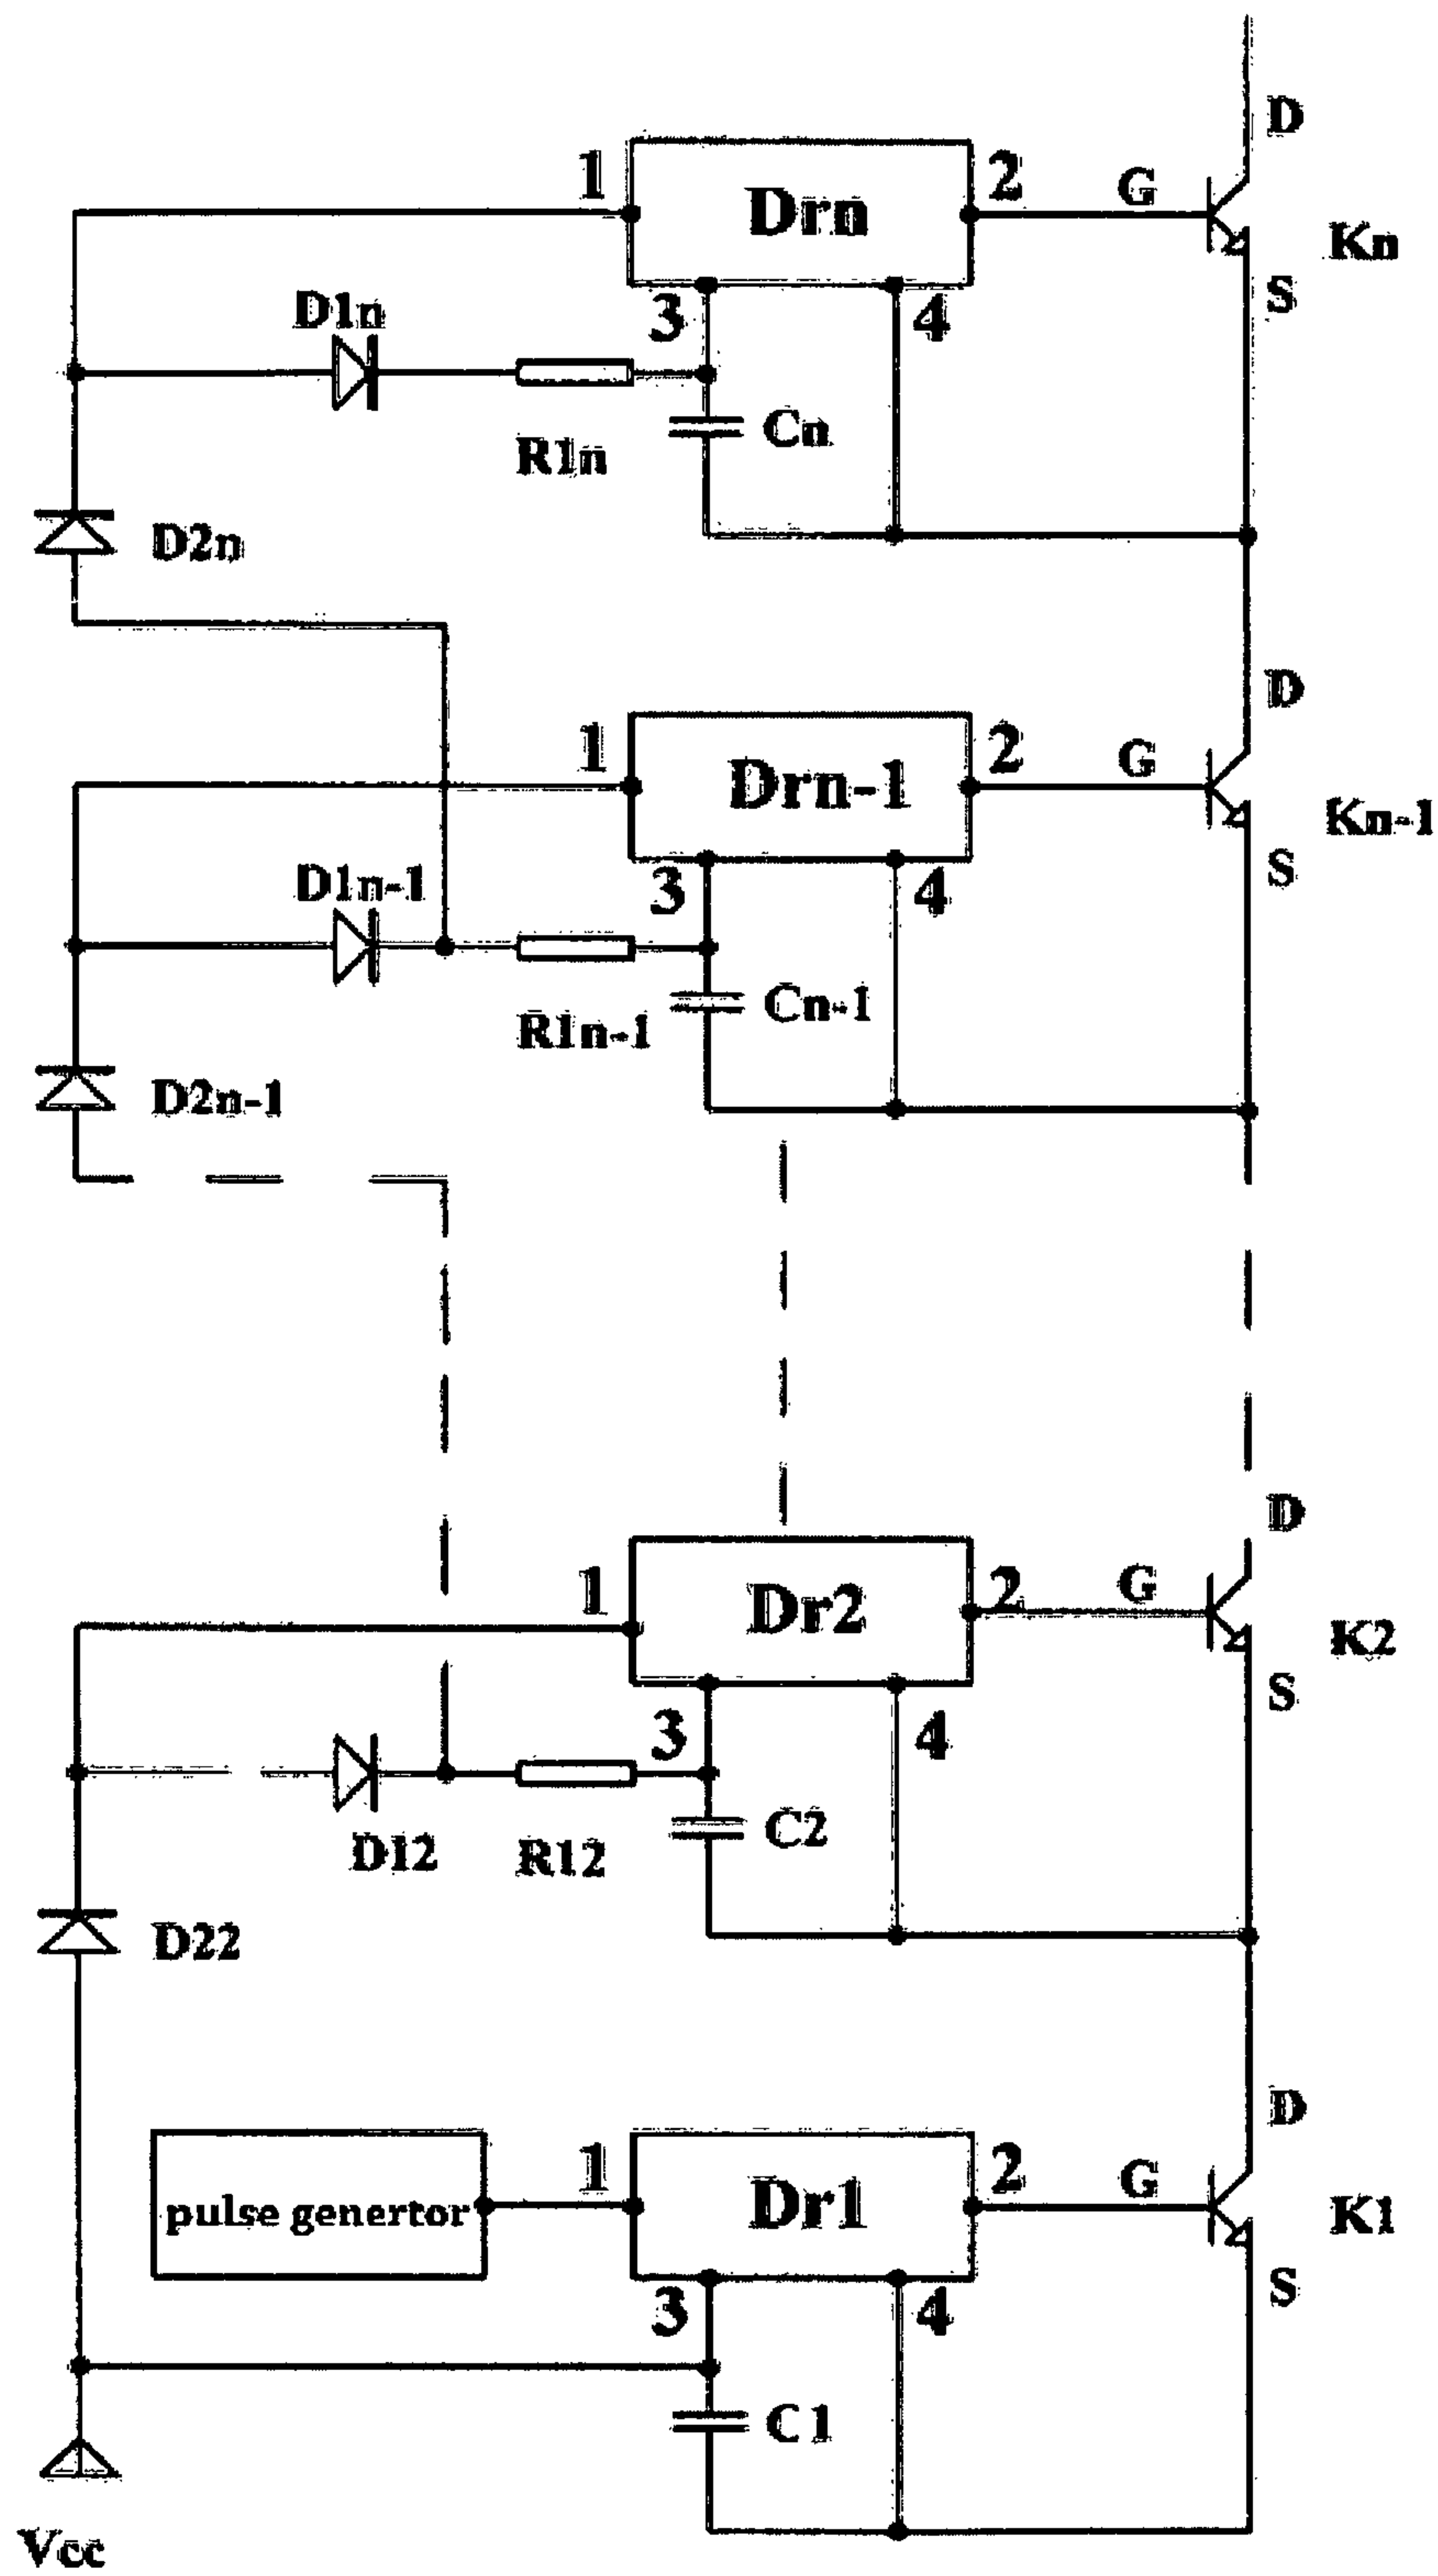 D
1 Drn 2 G
Kn
D1n 3 4 S
R1n Cn
D2n
D
1 Drn-1 2 G
Kn-1
D1n-1 3 4 S
R1n-1 Cn-1
D2n-1
D
1 Dr2 2 G
K2
3 4 S
D12 R12 C2
D22
D
pulse genertor 1 Dr1 2 G K1
3 4 S
C1
Vcc